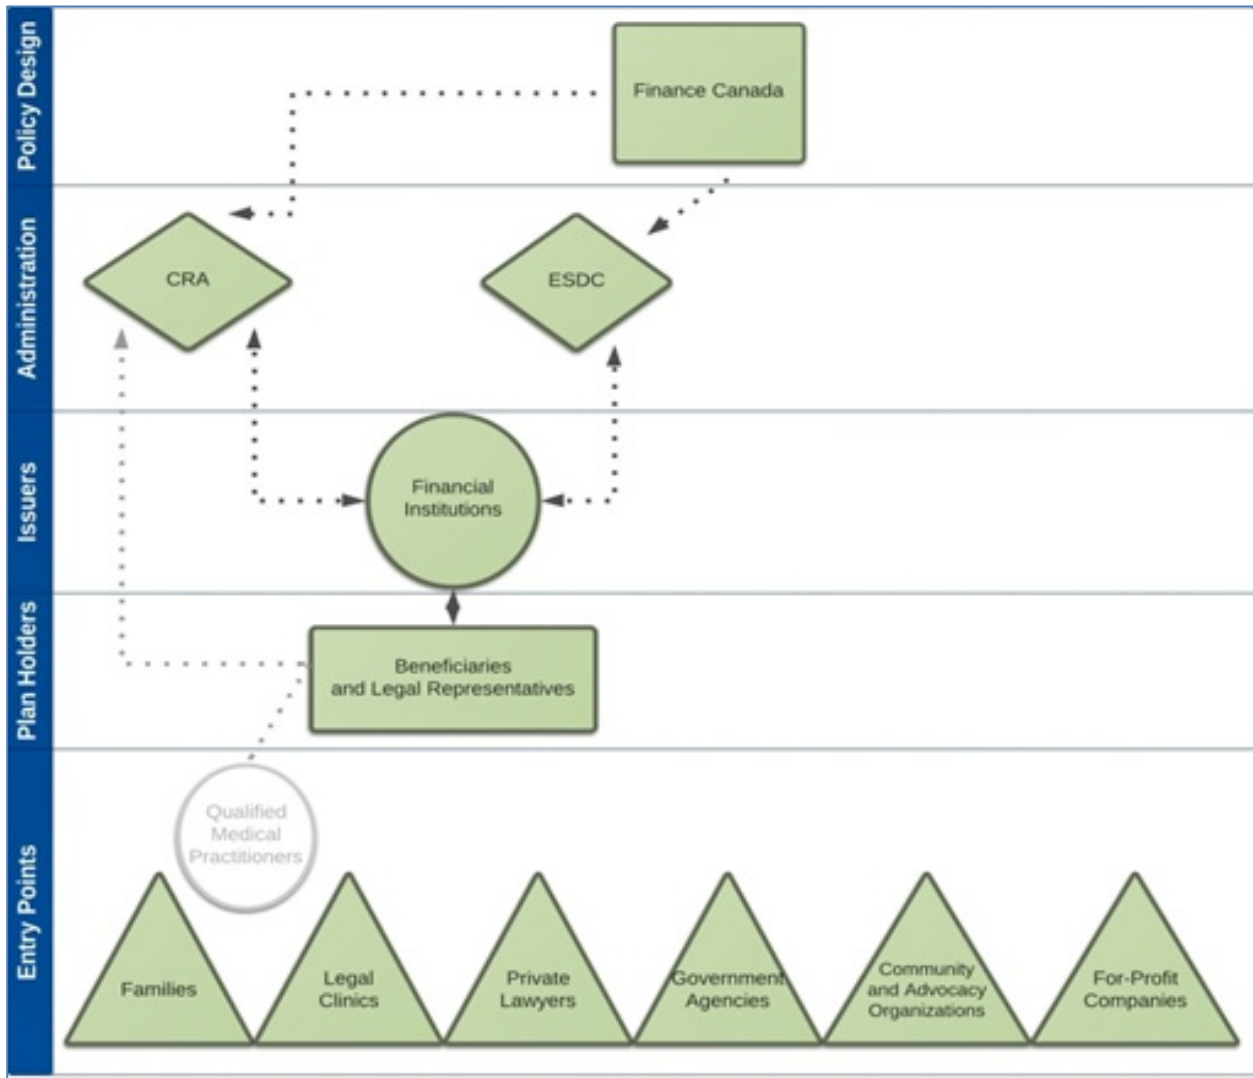 Policy Design
Finance Canada
Administration
CRA
ESDC
Issuers
Financial
Institutions
Plan Holders
Beneficiaries
and Legal Representatives
Entry Points
Qualified
Medical
Practitioners
Families
Legal
Clinics
Private
Lawyers
Government
Agencies
Community
and Advocacy
Organizations
For-Profit
Companies